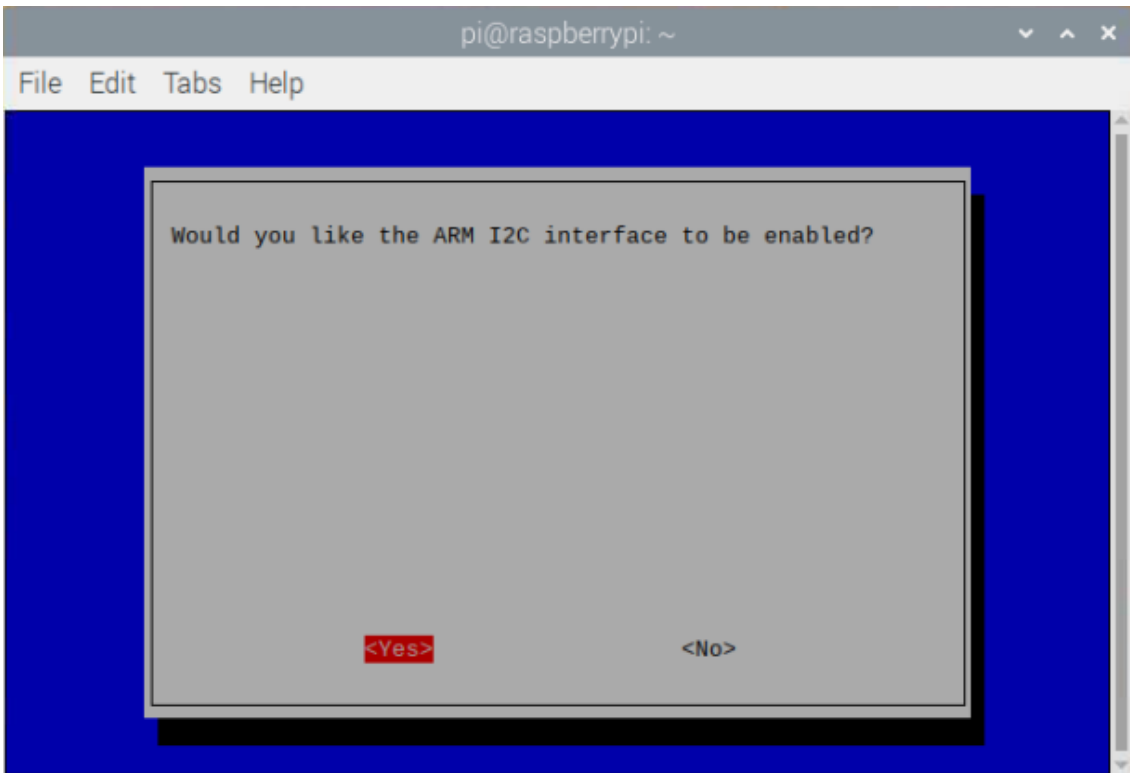 pi@raspberrypi: ~
File Edit Tabs Help
Would you like the ARM I2C interface to be enabled?
<Yes> <No>